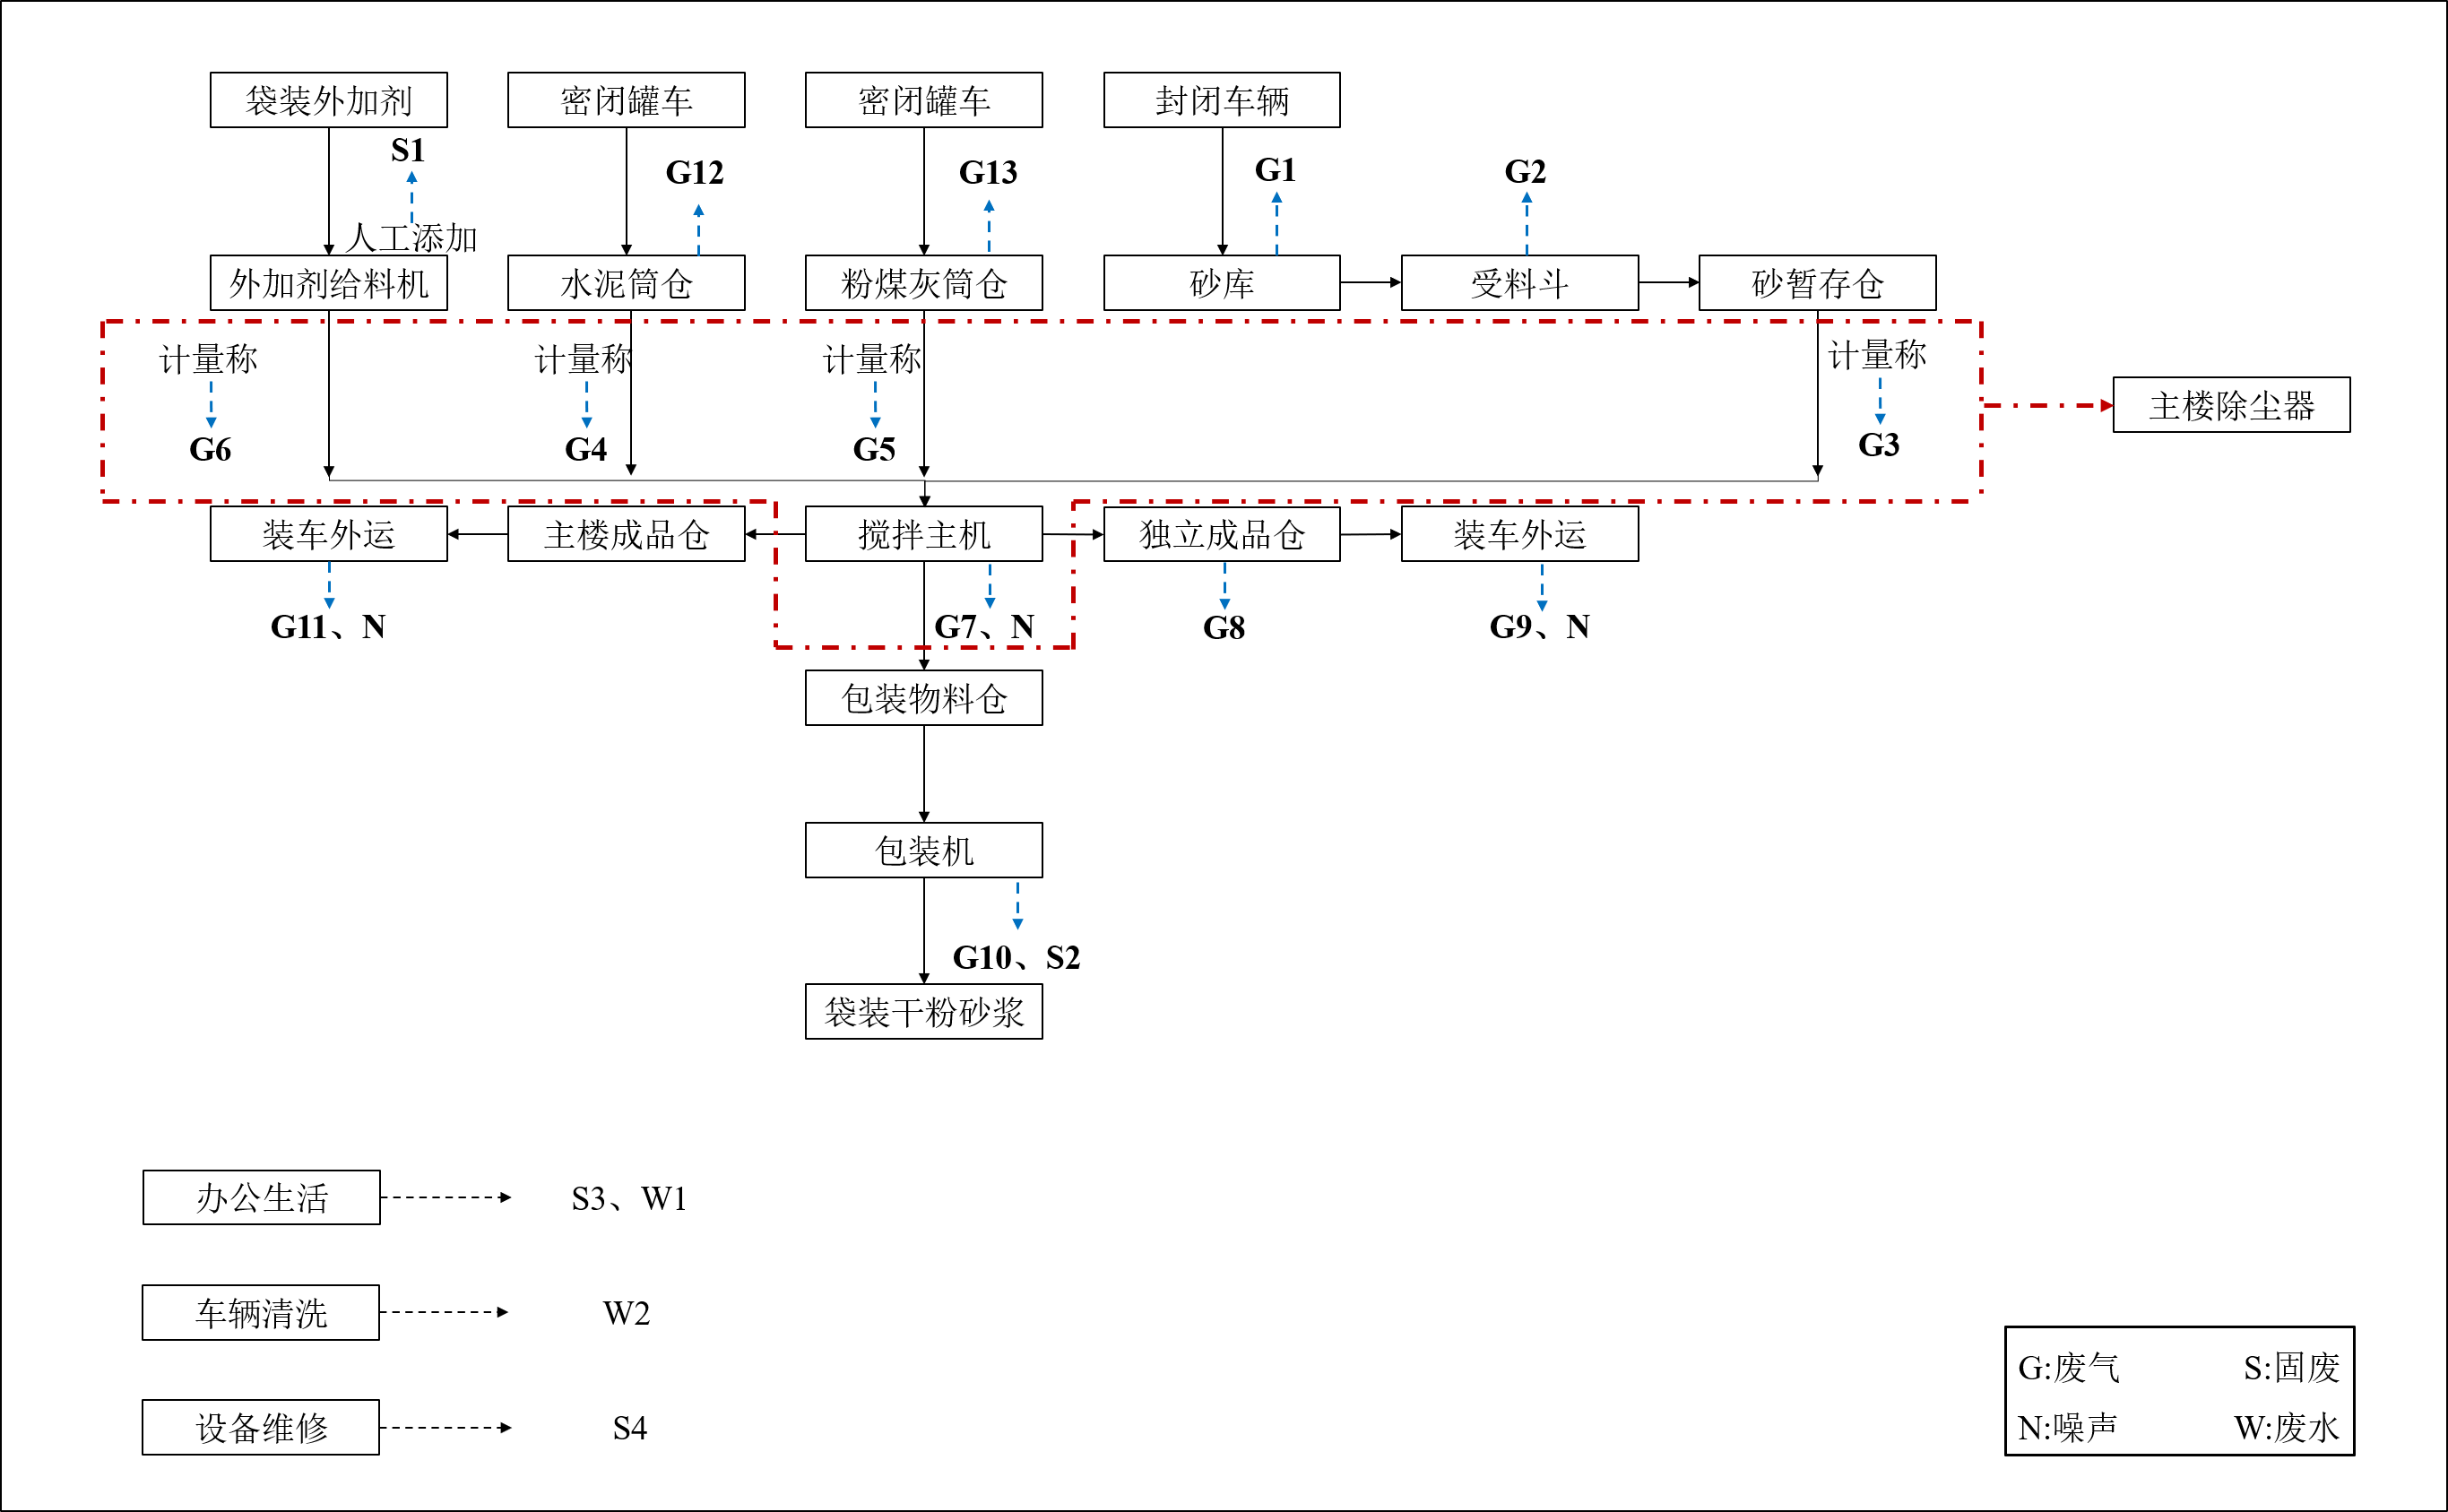 袋装外加剂
密闭罐车
密闭罐车
封闭车辆
S1
G12
G13
G1
G2
人工添加
外加剂给料机
水泥筒仓
粉煤灰筒仓
砂库
受料斗
砂暂存仓
计量称
计量称
计量称
计量称
主楼除尘器
G6
G4
G5
G3
装车外运
主楼成品仓
搅拌主机
独立成品仓
装车外运
G11、N
G7、N
G8
G9、N
包装物料仓
包装机
G10、S2
袋装干粉砂浆
办公生活
S3、W1
车辆清洗
W2
设备维修
S4
G:废气 S:固废
N:噪声 W:废水